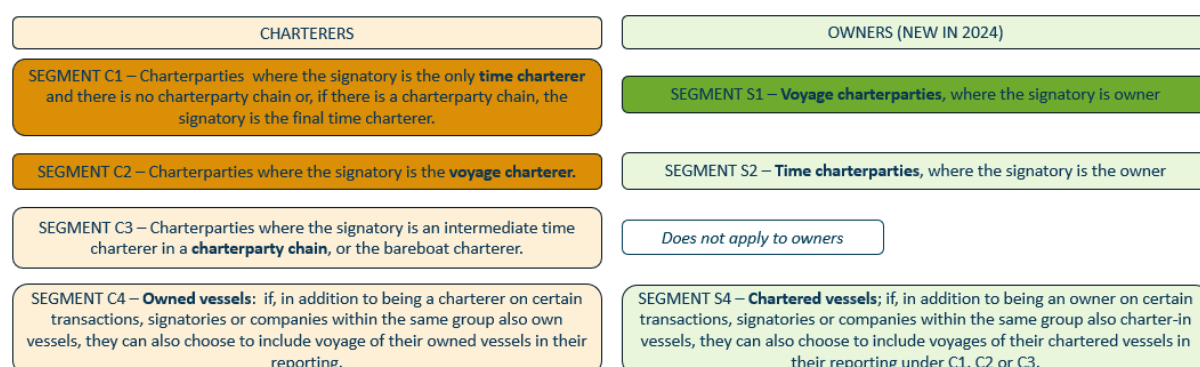 CHARTERERS
SEGMENT C1 – Charterparties where the signatory is the only time charterer
and there is no charterparty chain or, if there is a charterparty chain, the
signatory is the final time charterer.
SEGMENT C2 – Charterparties where the signatory is the voyage charterer.
SEGMENT C3 – Charterparties where the signatory is an intermediate time
charterer in a charterparty chain, or the bareboat charterer.
SEGMENT C4 – Owned vessels: if, in addition to being a charterer on certain
transactions, signatories or companies within the same group also own
vessels, they can also choose to include voyage of their owned vessels in their
reporting.
OWNERS (NEW IN 2024)
SEGMENT S1 – Voyage charterparties, where the signatory is owner
SEGMENT S2 – Time charterparties, where the signatory is the owner
Does not apply to owners
SEGMENT S4 – Chartered vessels; if, in addition to being an owner on certain
transactions, signatories or companies within the same group also charter-in
vessels, they can also choose to include voyages of their chartered vessels in
their reporting under C1, C2 or C3.